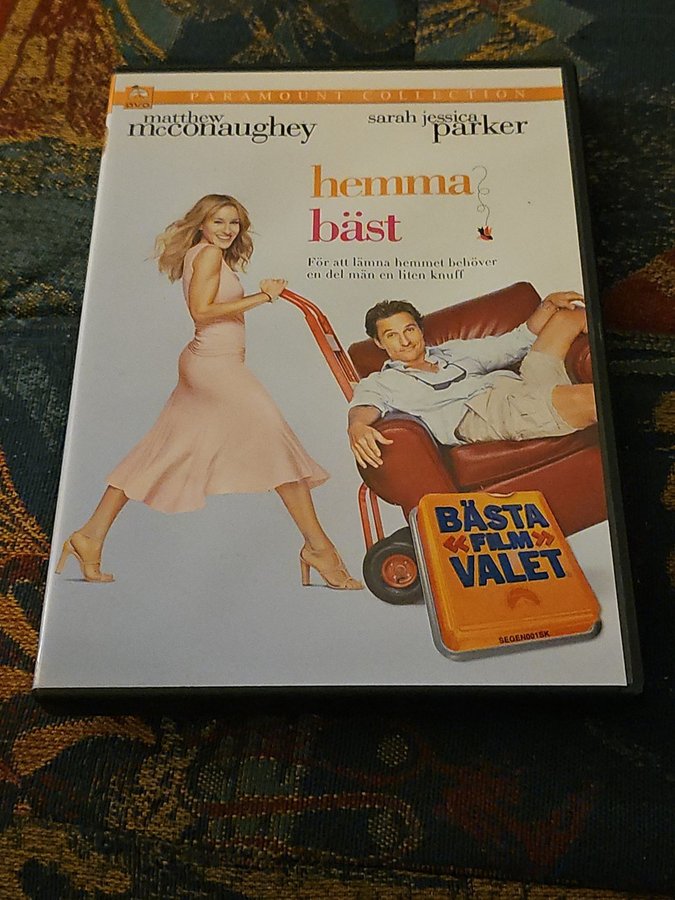 DVD
PARAMOUNT COLLECTION
matthew
mcconaughey
sarah jessica
parker
hemma
bäst
För att lämna hemmet behöver
en del män en liten knuff
BÄSTA
«FILM»
VALET
SEGEN001SK